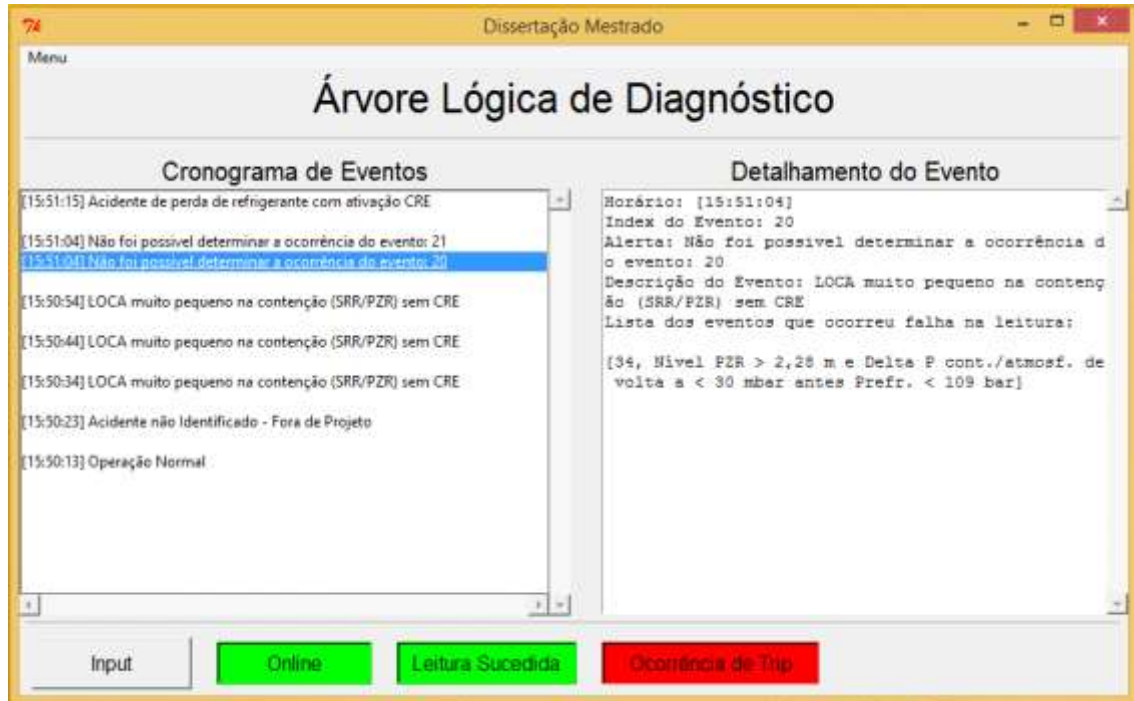 Dissertação Mestrado
Menu
Árvore Lógica de Diagnóstico
Cronograma de Eventos
[15:51:15] Acidente de perda de refrigerante com ativação CRE
[15:51:04] Não foi possivel determinar a ocorrência do evento: 21
[15:51:04] Não foi possivel determinar a ocorrência do evento: 20
[15:50:54] LOCA muito pequeno na contenção (SRR/PZR) sem CRE
[15:50:44] LOCA muito pequeno na contenção (SRR/PZR) sem CRE
[15:50:34] LOCA muito pequeno na contenção (SRR/PZR) sem CRE
[15:50:23] Acidente não Identificado - Fora de Projeto
[15:50:13] Operação Normal
Detalhamento do Evento
Horário: [15:51:04]
Index do Evento: 20
Alerta: Não foi possivel determinar a ocorrência d
o evento: 20
Descrição do Evento: LOCA muito pequeno na contenç
ão (SRR/PZR) sem CRE
Lista dos eventos que ocorreu falha na leitura:
[34, Nivel PZR > 2,28 m e Delta P cont./atmosf. de
volta a < 30 mbar antes Prefr. < 109 bar]
Input
Online
Leitura Sucedida
Ocorrência de Trip